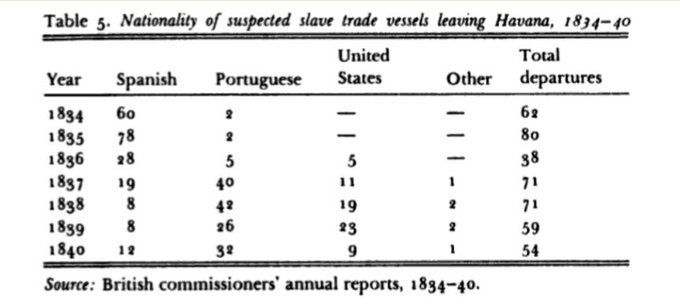 Table 5. Nationality of suspected slave trade vessels leaving Havana, 1834–40
United Total
Year Spanish Portuguese States Other departures
1834 60 2 — — 62
1835 78 2 — — 80
1836 28 5 5 — 38
1837 19 40 11 1 71
1838 8 42 19 2 71
1839 8 26 23 2 59
1840 12 32 9 1 54
Source: British commissioners' annual reports, 1834–40.